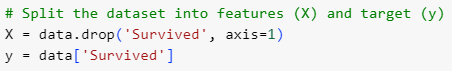 # Split the dataset into features (X) and target (y)
X = data.drop('Survived', axis=1)
y = data['Survived']